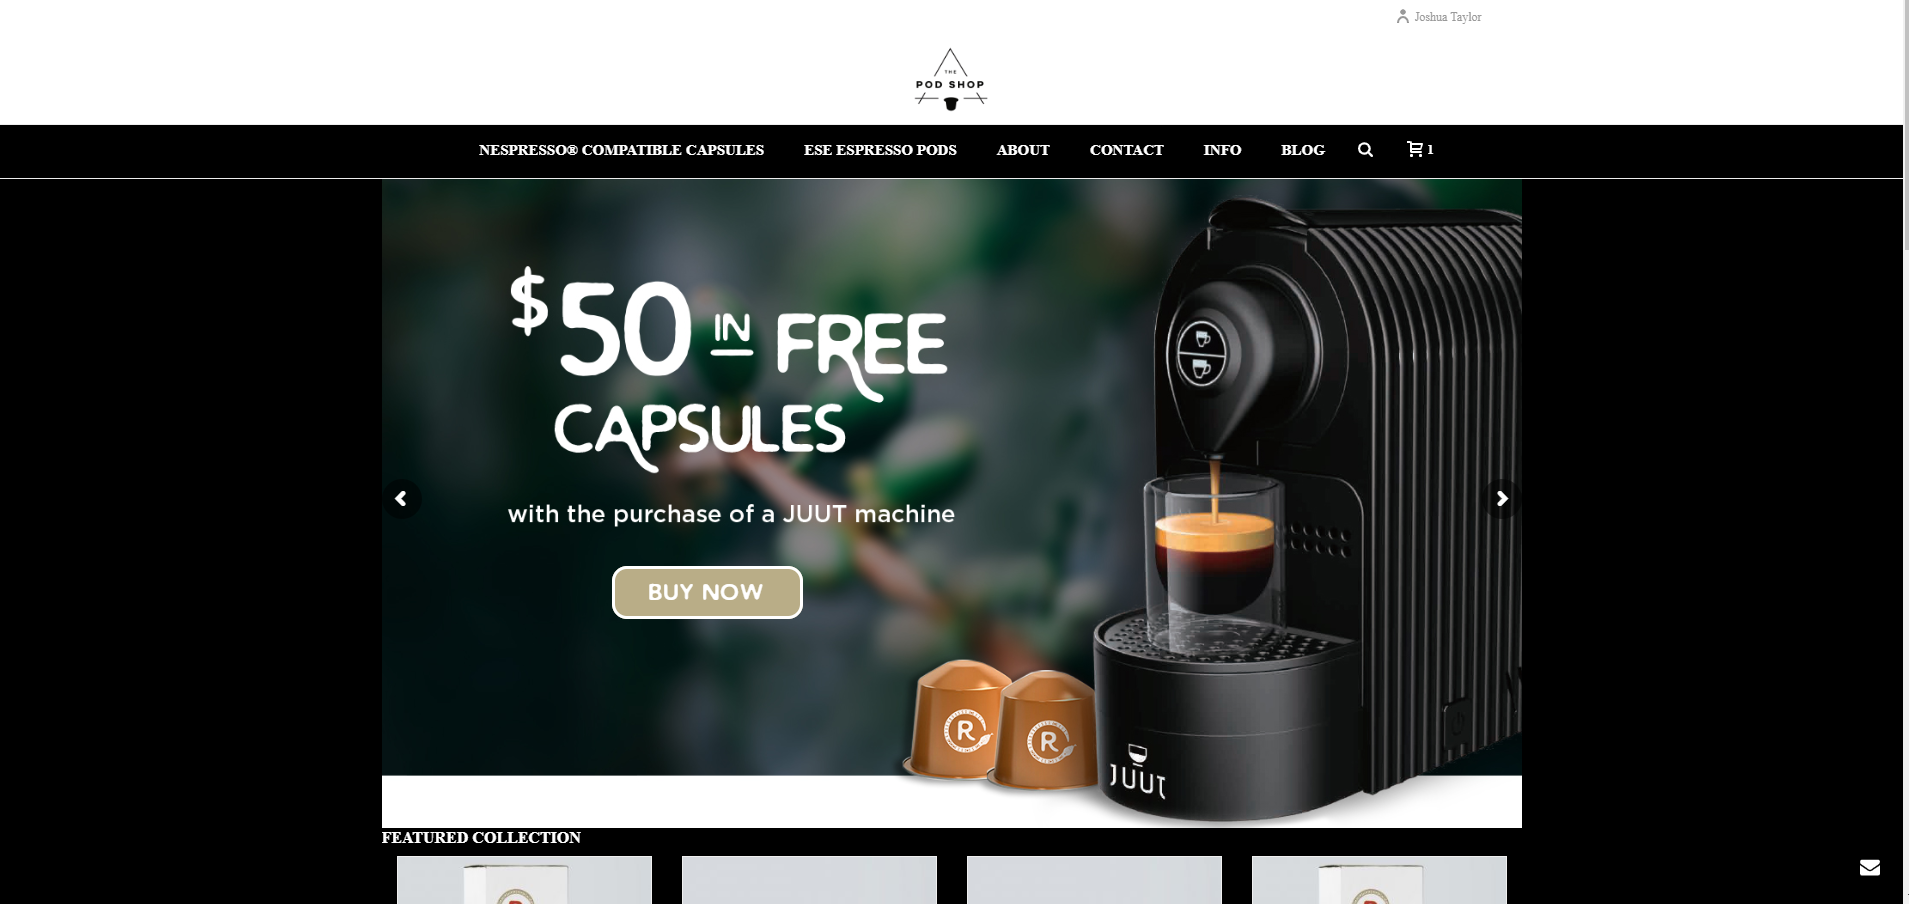 Joshua Taylor
THE
POD SHOP
NESPRESSO® COMPATIBLE CAPSULES
ESE ESPRESSO PODS
ABOUT
CONTACT
INFO
BLOG
1
$50 IN FREE
CAPSULES
with the purchase of a JUUT machine
BUY NOW
R
R
JUUT
FEATURED COLLECTION